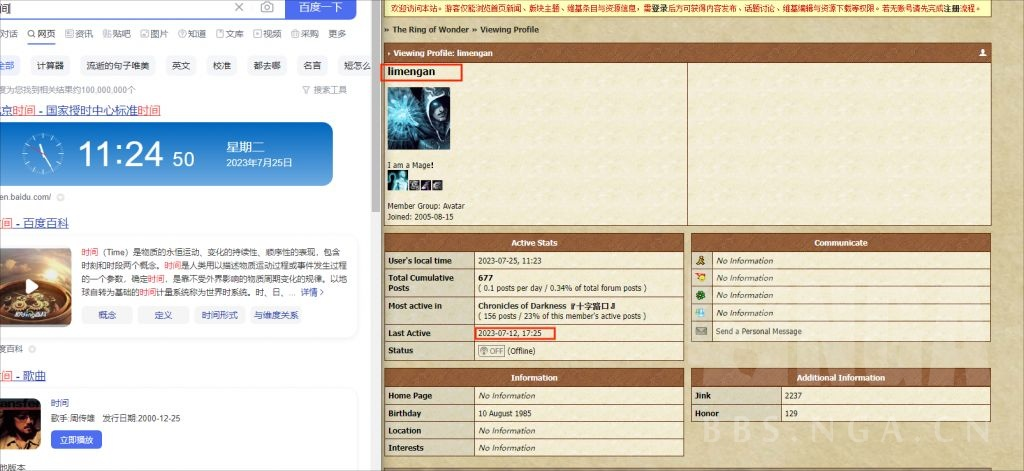 间
百度一下
对话
网页
资讯
贴吧
图片
知道
文库
视频
采购
更多
全部
计算器
流逝的句子唯美
英文
校准
都去哪
名言
短怎么
度为您找到相关结果约100,000,000个
搜索工具
京时间 - 国家授时中心标准时间
11:24 50
星期二
2023年7月25日
en.baidu.com/
时间 - 百度百科
时间（Time）是物质的永恒运动、变化的持续性、顺序性的表现，包含
时刻和时段两个概念。时间是人类用以描述物质运动过程或事件发生过程
的一个参数，确定时间，是靠不受外界影响的物质周期变化的规律。以地
球自转为基础的时间计量系统称为世界时系统。时、日、... 详情 >
概念
定义
时间形式
与维度关系
百度百科
时间 - 歌曲
时间
歌手:周传雄 发行日期:2000-12-25
立即播放
他版本
欢迎访问本站。游客仅能浏览首页新闻、版块主题、维基条目与资源信息，需登录后方可获得内容发布、话题讨论、维基编辑与资源下载等权限。若无账号请先完成注册流程。
» The Ring of Wonder » Viewing Profile
› Viewing Profile: limengan
limengan
I am a Mage!
Member Group: Avatar
Joined: 2005-08-15
Active Stats
User's local time 2023-07-25, 11:23
Total Cumulative Posts 677
( 0.1 posts per day / 0.34% of total forum posts )
Most active in Chronicles of Darkness 『十字路口』
( 156 posts / 23% of this member's active posts )
Last Active 2023-07-12, 17:25
Status OFF (Offline)
Communicate
No Information
No Information
No Information
No Information
Send a Personal Message
Information
Home Page No Information
Birthday 10 August 1985
Location No Information
Interests No Information
Additional Information
Jink 2237
Honor 129
BBS.NGA.CN